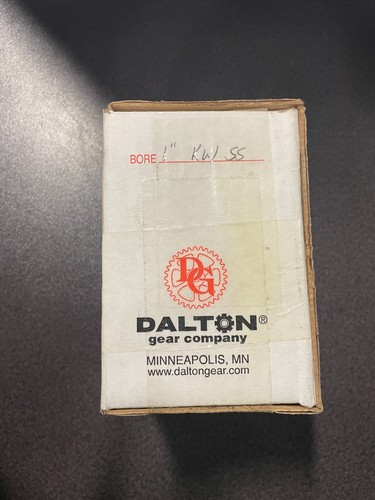 BORE 1" KW SS
DG
DALTON®
gear company
MINNEAPOLIS, MN
www.daltongear.com